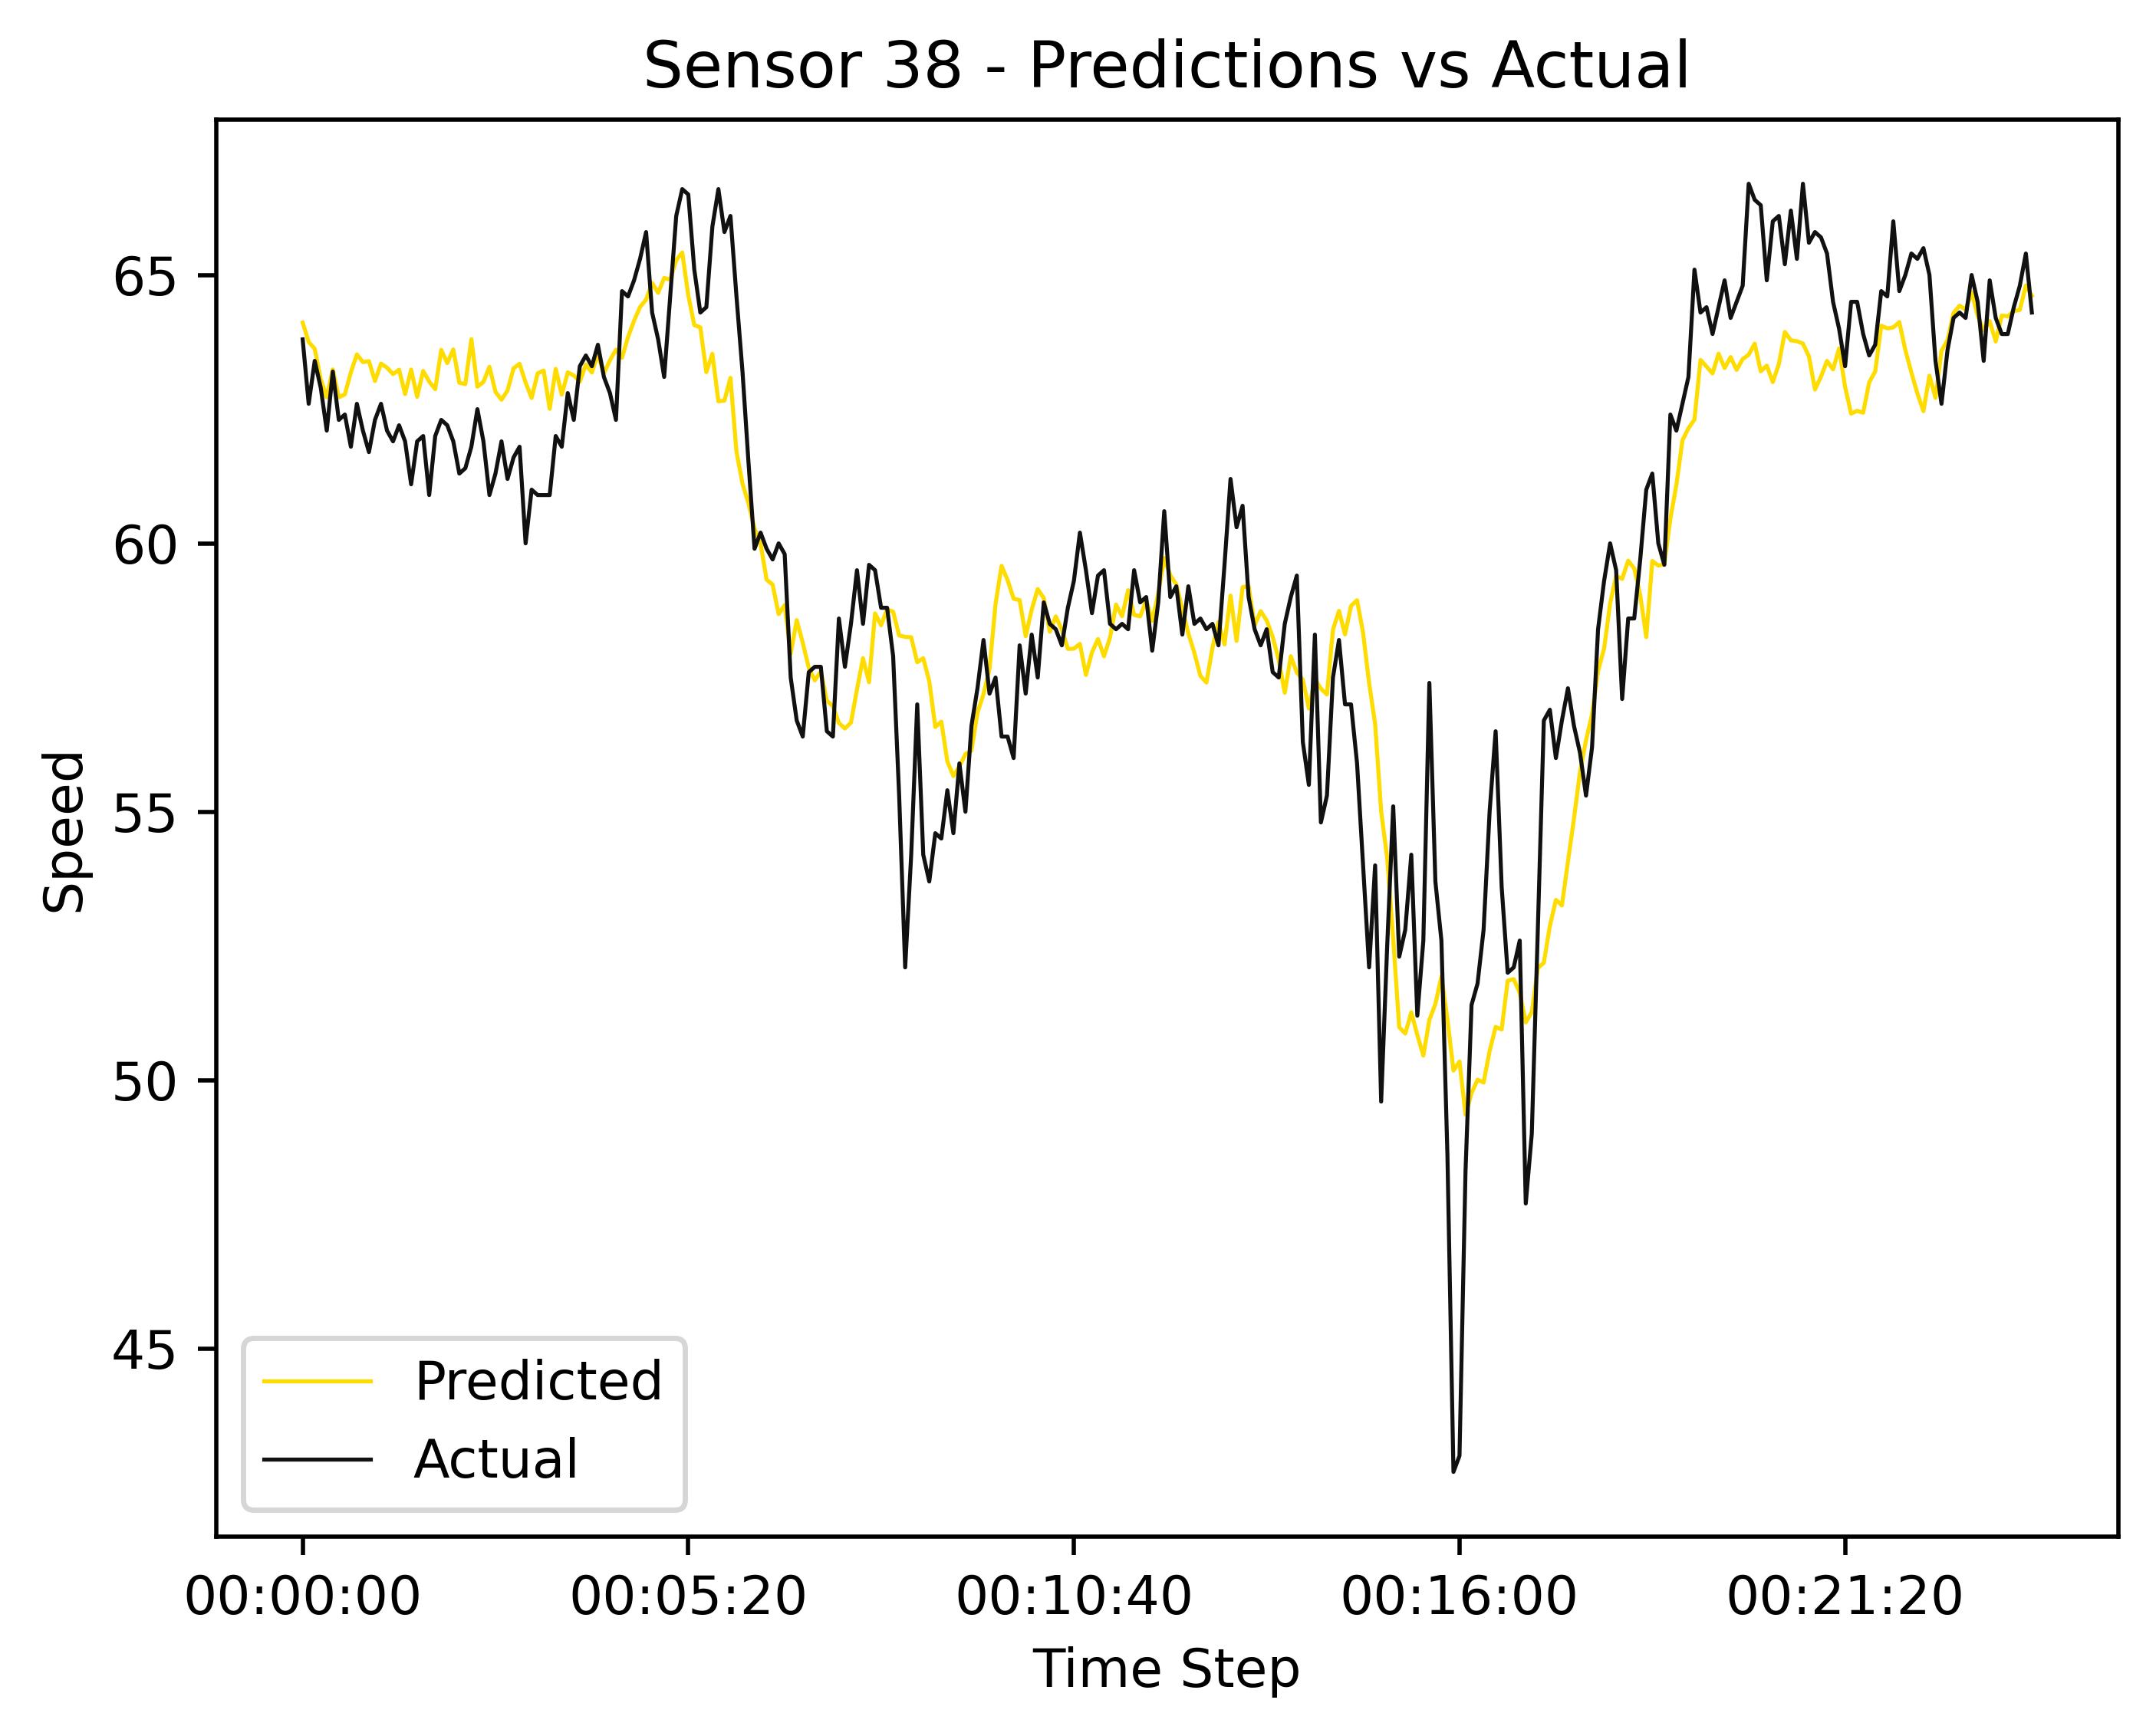 Sensor 38 - Predictions vs Actual
65
60
55
50
45
Speed
Predicted
Actual
00:00:00 00:05:20 00:10:40 00:16:00 00:21:20
Time Step